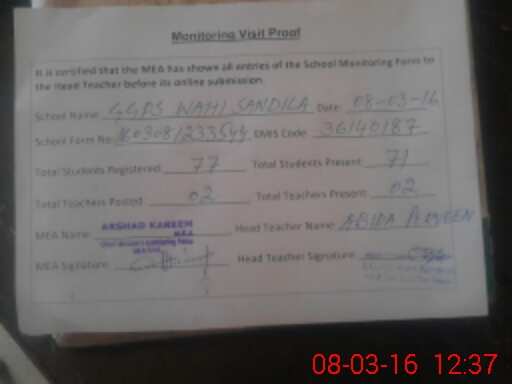 Monitoring Visit Proof
It is certified that the MEA has shown all entries of the School Monitoring Form to
the Head Teacher before its online submission.
School Name: GGPS WAHI SANDILA Date: 08-03-16
School Form No: EMIS Code: 36140187
Total Students Registered: 77 Total Students Present: 71
Total Teachers Posted: 02 Total Teachers Present: 02
MEA Name: ARSHAD KAREEM Head Teacher Name: ABIDA PERVEEN
MEA
MEA Signature: Head Teacher Signature:
08-03-16 12:37